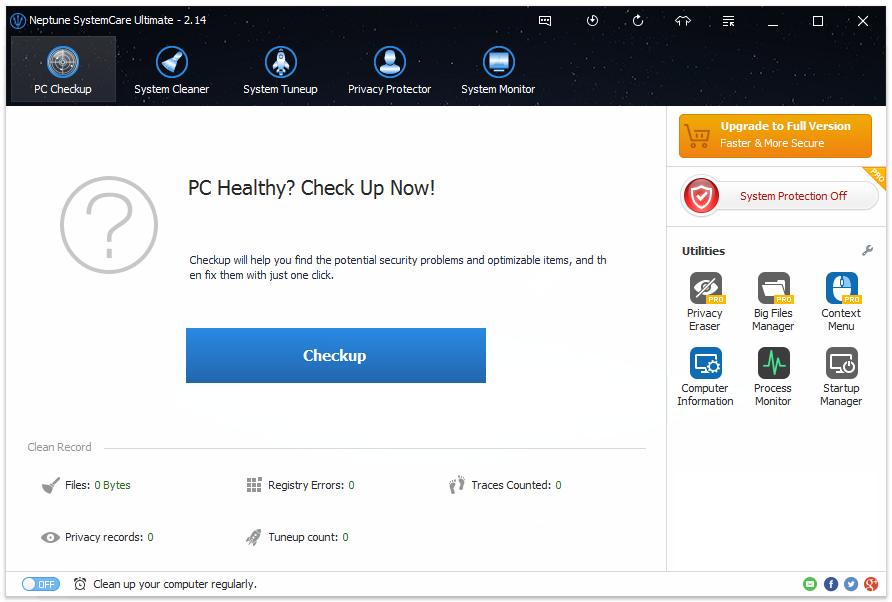 Neptune SystemCare Ultimate - 2.14
PC Checkup
System Cleaner
System Tuneup
Privacy Protector
System Monitor
PC Healthy? Check Up Now!
Checkup will help you find the potential security problems and optimizable items, and th
en fix them with just one click.
Checkup
Clean Record
Files: 0 Bytes
Registry Errors: 0
Traces Counted: 0
Privacy records: 0
Tuneup count: 0
Upgrade to Full Version
Faster & More Secure
PRO
System Protection Off
Utilities
PRO
Privacy
Eraser
PRO
Big Files
Manager
PRO
Context
Menu
Computer
Information
Process
Monitor
Startup
Manager
OFF
Clean up your computer regularly.